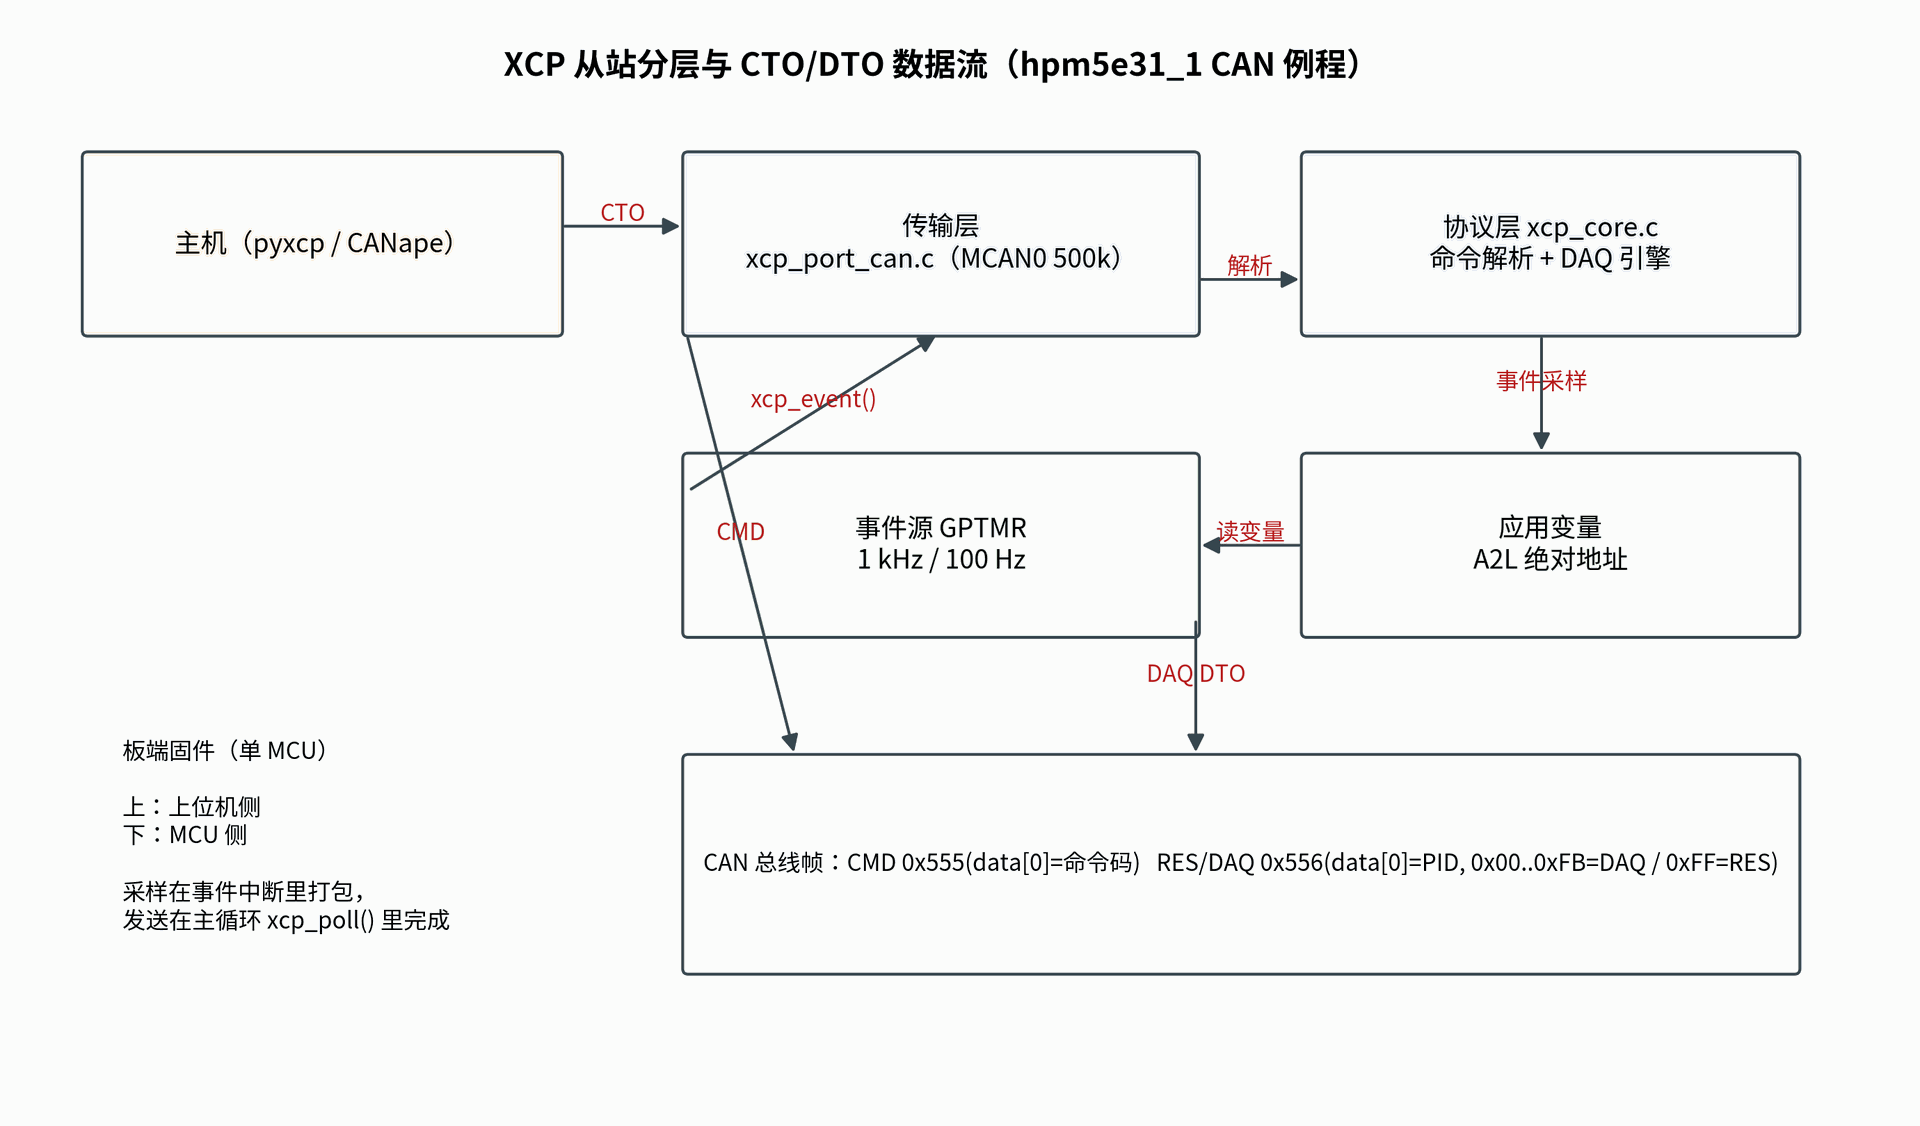 XCP 从站分层与 CTO/DTO 数据流（hpm5e31_1 CAN 例程）
主机（pyxcp / CANape）
CTO
传输层
xcp_port_can.c（MCAN0 500k）
解析
协议层 xcp_core.c
命令解析 + DAQ 引擎
xcp_event()
事件采样
CMD
事件源 GPTMR
1 kHz / 100 Hz
读变量
应用变量
A2L 绝对地址
DAQ DTO
板端固件（单 MCU）
上：上位机侧
下：MCU 侧
采样在事件中断里打包，
发送在主循环 xcp_poll() 里完成
CAN 总线帧：CMD 0x555(data[0]=命令码)   RES/DAQ 0x556(data[0]=PID, 0x00..0xFB=DAQ / 0xFF=RES)